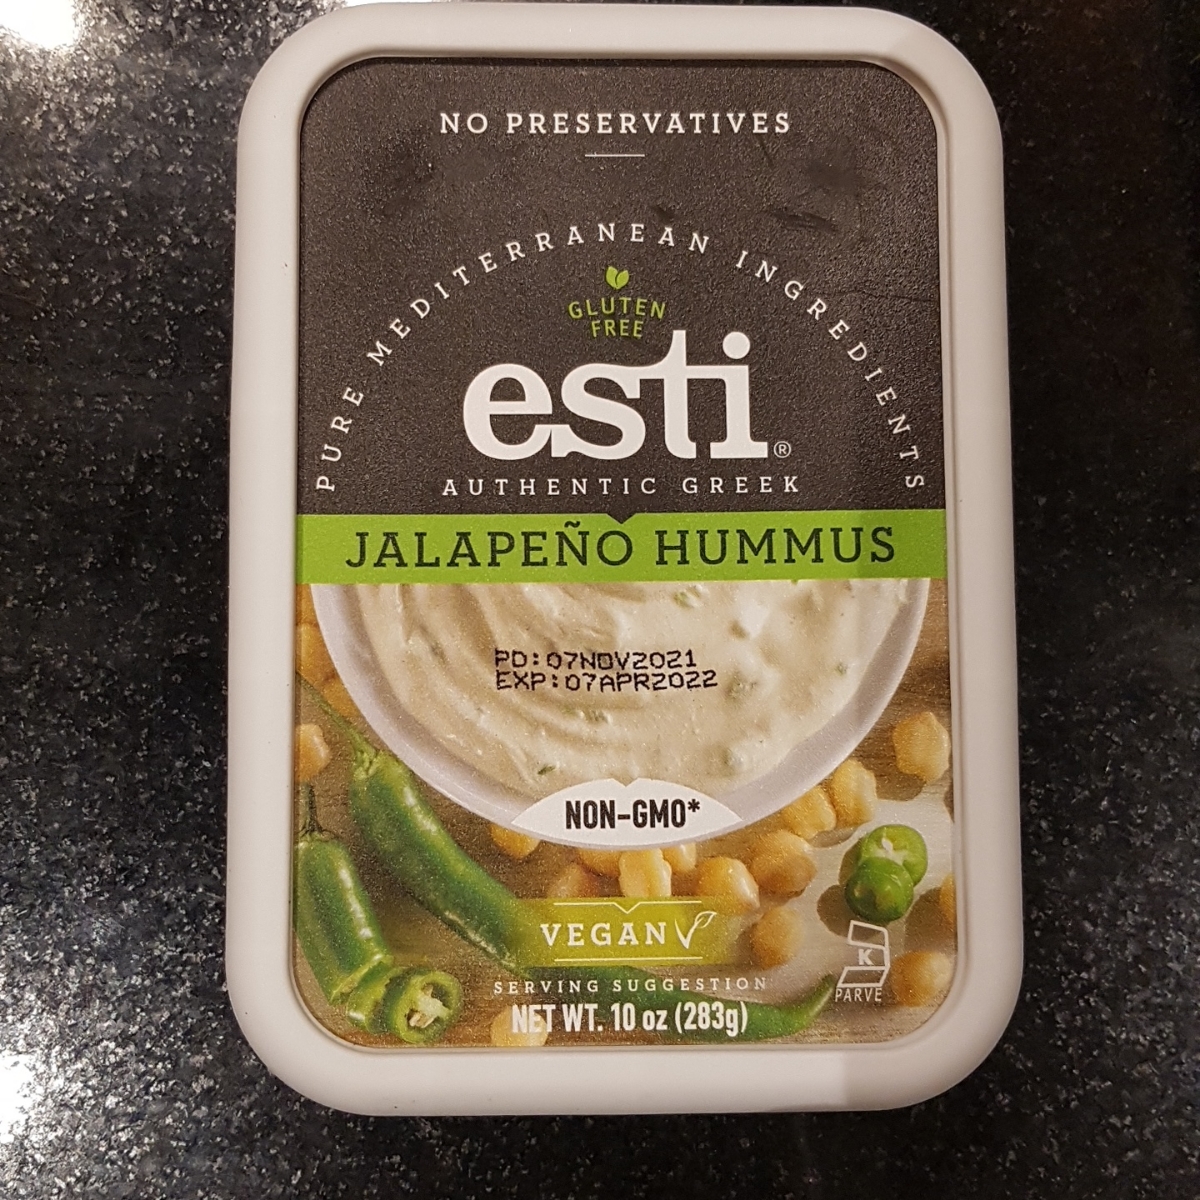 NO PRESERVATIVES
PURE MEDITERRANEAN INGREDIENTS
GLUTEN
FREE
esti®
AUTHENTIC GREEK
JALAPEÑO HUMMUS
PD:07NOV2021
EXP:07APR2022
NON-GMO*
VEGAN
K
PARVE
SERVING SUGGESTION
NET WT. 10 oz (283g)